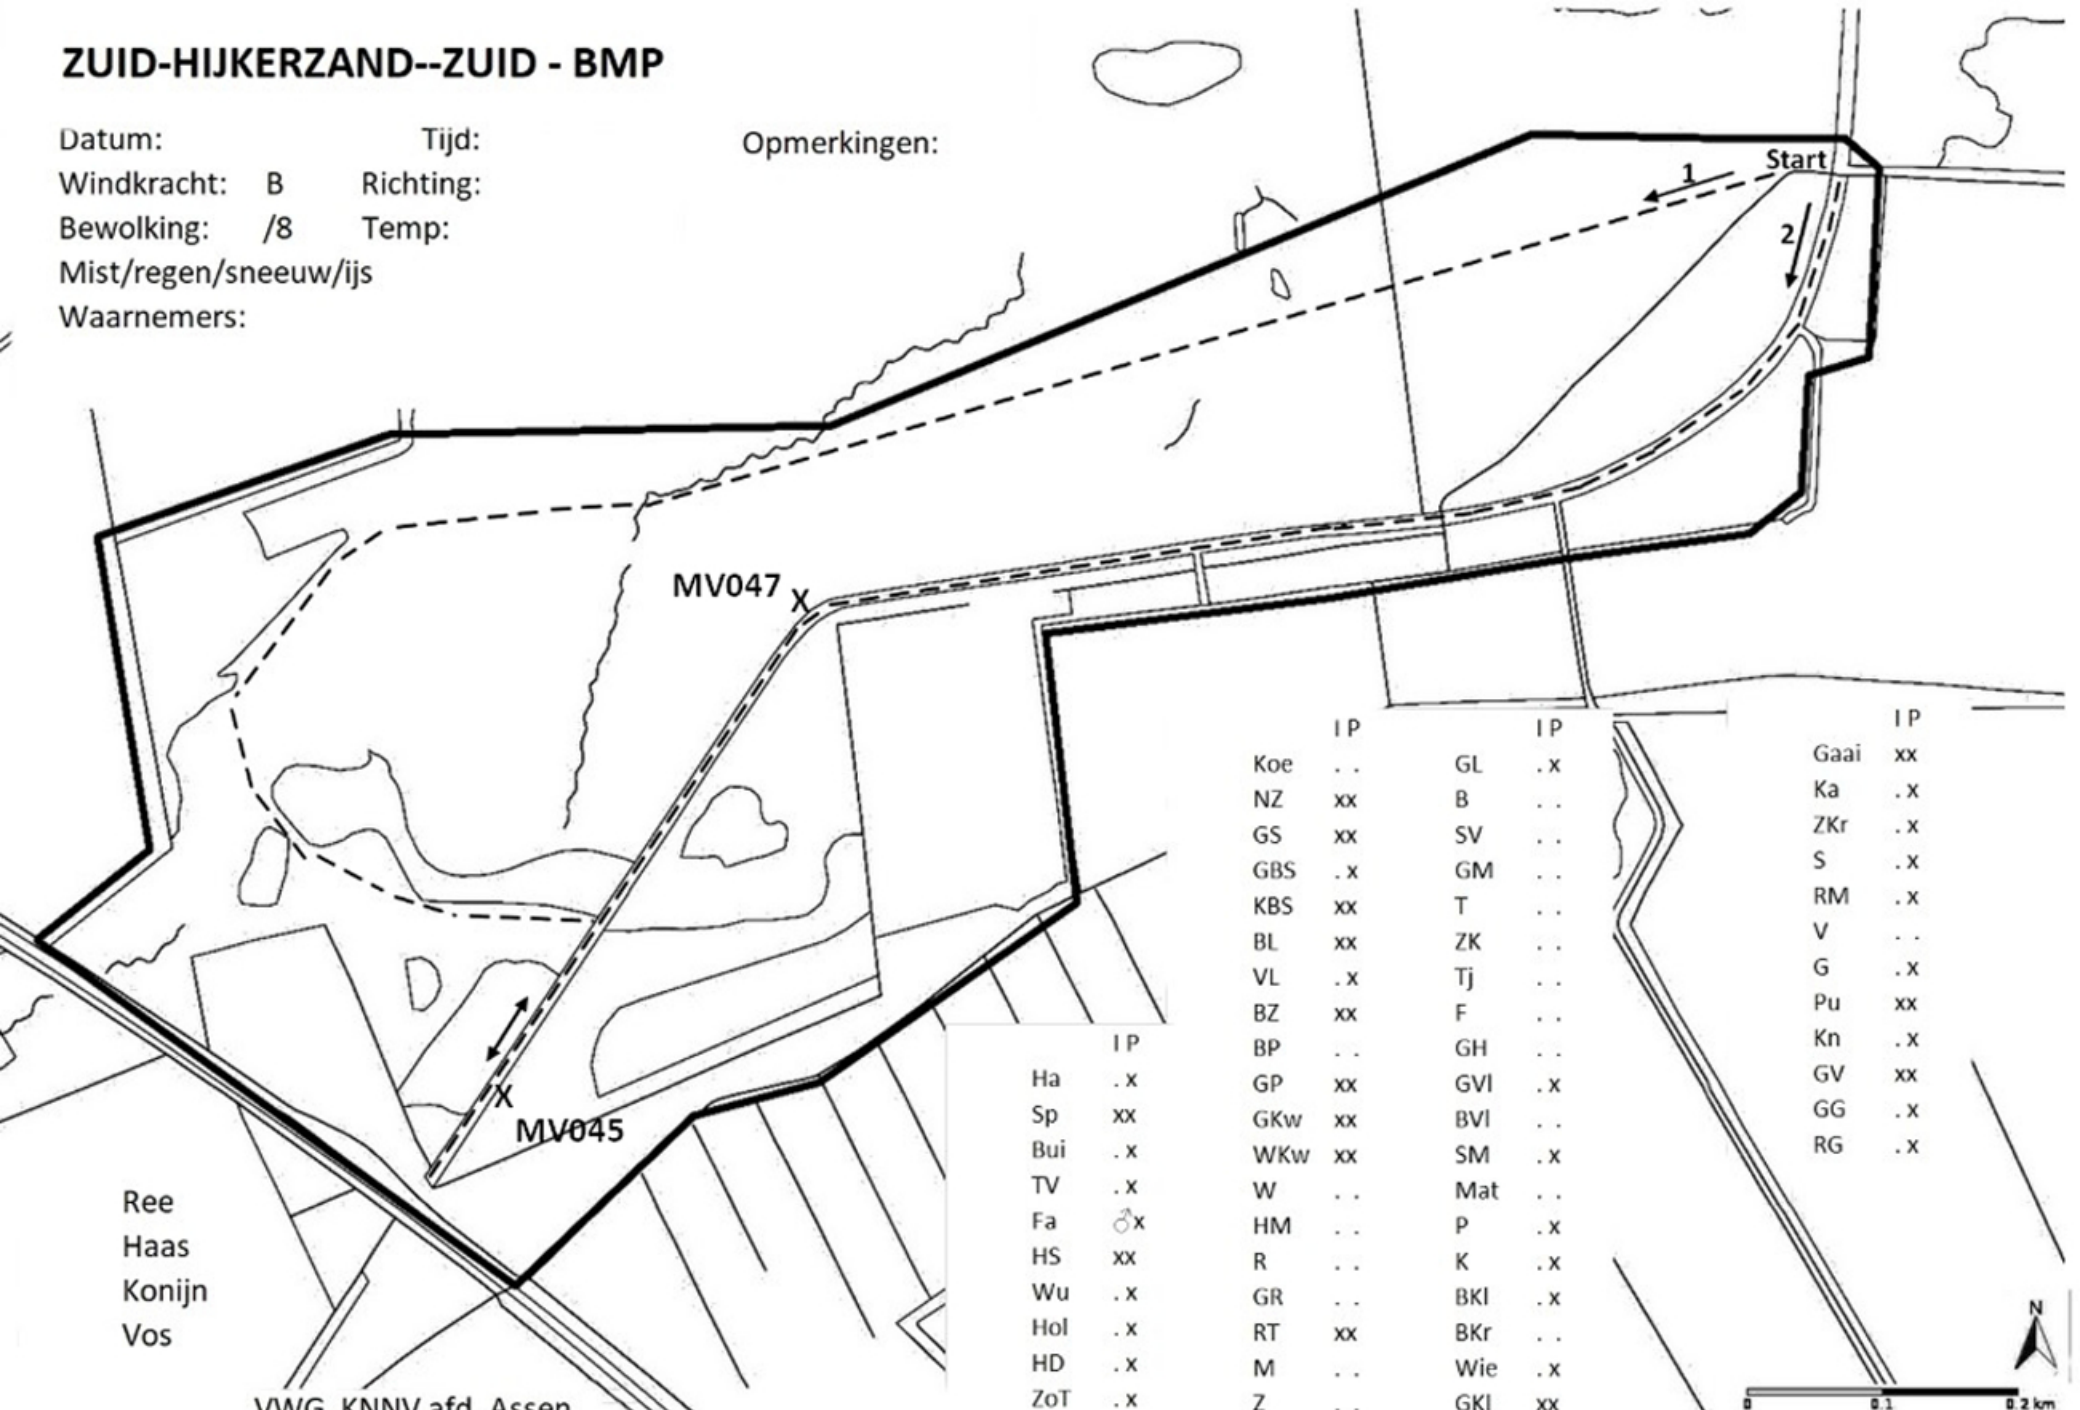 ZUID-HIJKERZAND--ZUID - BMP
Datum: Tijd: Opmerkingen:
Windkracht: B Richting:
Bewolking: /8 Temp:
Mist/regen/sneeuw/ijs
Waarnemers:
Start
1
2
MV047 X
X
MV045
Ree
Haas
Konijn
Vos
VWG KNNV afd. Assen
I P
Ha . x
Sp xx
Bui . x
TV . x
Fa ♂x
HS xx
Wu . x
Hol . x
HD . x
ZoT . x
I P
Koe . .
NZ xx
GS xx
GBS . x
KBS xx
BL xx
VL . x
BZ xx
BP . .
GP xx
GKw xx
WKw xx
W . .
HM . .
R . .
GR . .
RT xx
M . .
Z . .
I P
GL . x
B . .
SV . .
GM . .
T . .
ZK . .
Tj . .
F . .
GH . .
GVl . x
BVl . .
SM . x
Mat . .
P . x
K . x
BKl . x
BKr . .
Wie . x
GKl xx
I P
Gaai xx
Ka . x
ZKr . x
S . x
RM . x
V . .
G . x
Pu xx
Kn . x
GV xx
GG . x
RG . x
N
0 0.1 0.2 km